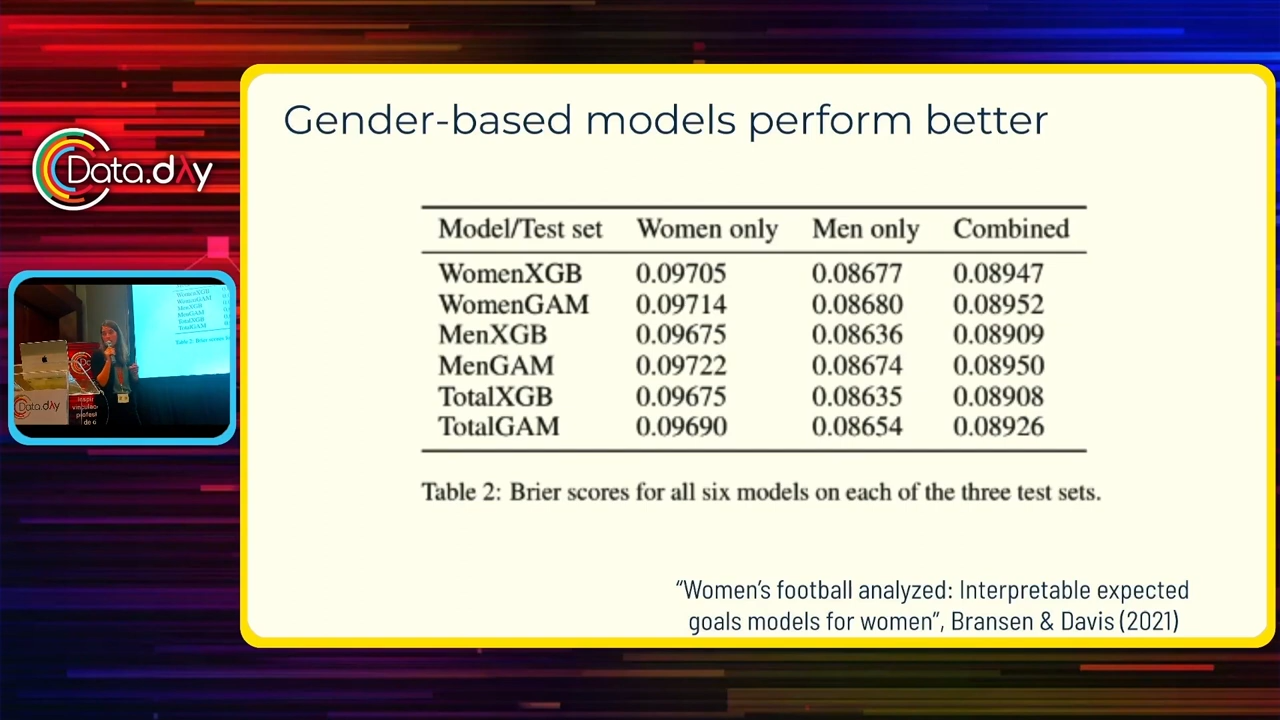 Gender-based models perform better
Data.dλy
Model/Test set Women only Men only Combined
WomenXGB 0.09705 0.08677 0.08947
WomenGAM 0.09714 0.08680 0.08952
MenXGB 0.09675 0.08636 0.08909
MenGAM 0.09722 0.08674 0.08950
TotalXGB 0.09675 0.08635 0.08908
TotalGAM 0.09690 0.08654 0.08926
Table 2: Brier scores for all six models on each of the three test sets.
“Women’s football analyzed: Interpretable expected
goals models for women”, Bransen & Davis (2021)
Data.dλy